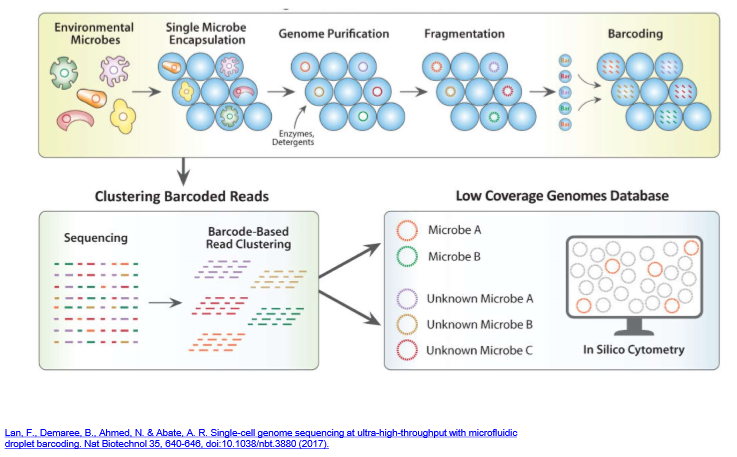 Environmental
Microbes
Single Microbe
Encapsulation
Genome Purification
Fragmentation
Barcoding
Enzymes,
Detergents
Bar
Bar
Bar
Bar
Bar
Clustering Barcoded Reads
Sequencing
Barcode-Based
Read Clustering
Low Coverage Genomes Database
Microbe A
Microbe B
Unknown Microbe A
Unknown Microbe B
Unknown Microbe C
In Silico Cytometry
Lan, F., Demaree, B., Ahmed, N. & Abate, A. R. Single-cell genome sequencing at ultra-high-throughput with microfluidic
droplet barcoding. Nat Biotechnol 35, 640-646, doi:10.1038/nbt.3880 (2017).